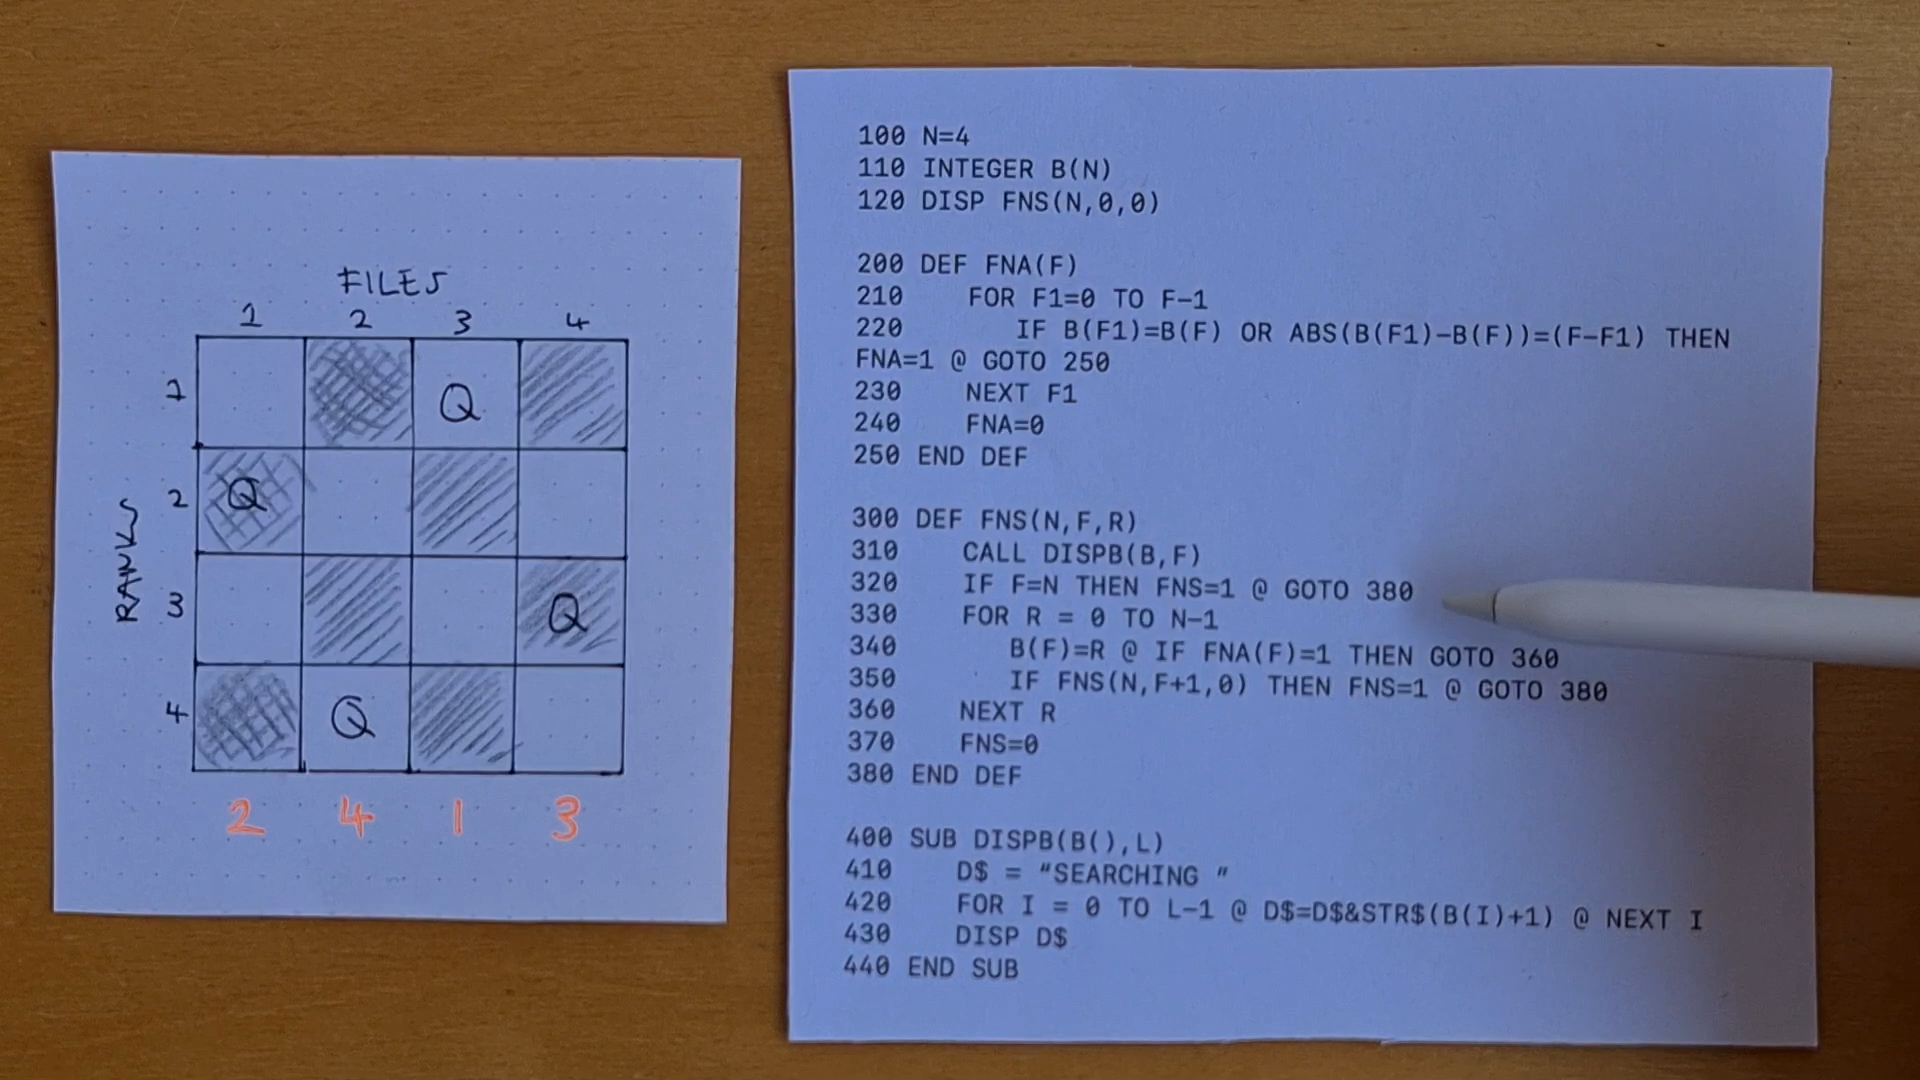 FILES
1 2 3 4
RANKS
1 Q
2 Q
3 Q
4 Q
2 4 1 3
100 N=4
110 INTEGER B(N)
120 DISP FNS(N,0,0)
200 DEF FNA(F)
210 FOR F1=0 TO F-1
220 IF B(F1)=B(F) OR ABS(B(F1)-B(F))=(F-F1) THEN
FNA=1 @ GOTO 250
230 NEXT F1
240 FNA=0
250 END DEF
300 DEF FNS(N,F,R)
310 CALL DISPB(B,F)
320 IF F=N THEN FNS=1 @ GOTO 380
330 FOR R = 0 TO N-1
340 B(F)=R @ IF FNA(F)=1 THEN GOTO 360
350 IF FNS(N,F+1,0) THEN FNS=1 @ GOTO 380
360 NEXT R
370 FNS=0
380 END DEF
400 SUB DISPB(B(),L)
410 D$ = “SEARCHING ”
420 FOR I = 0 TO L-1 @ D$=D$&STR$(B(I)+1) @ NEXT I
430 DISP D$
440 END SUB